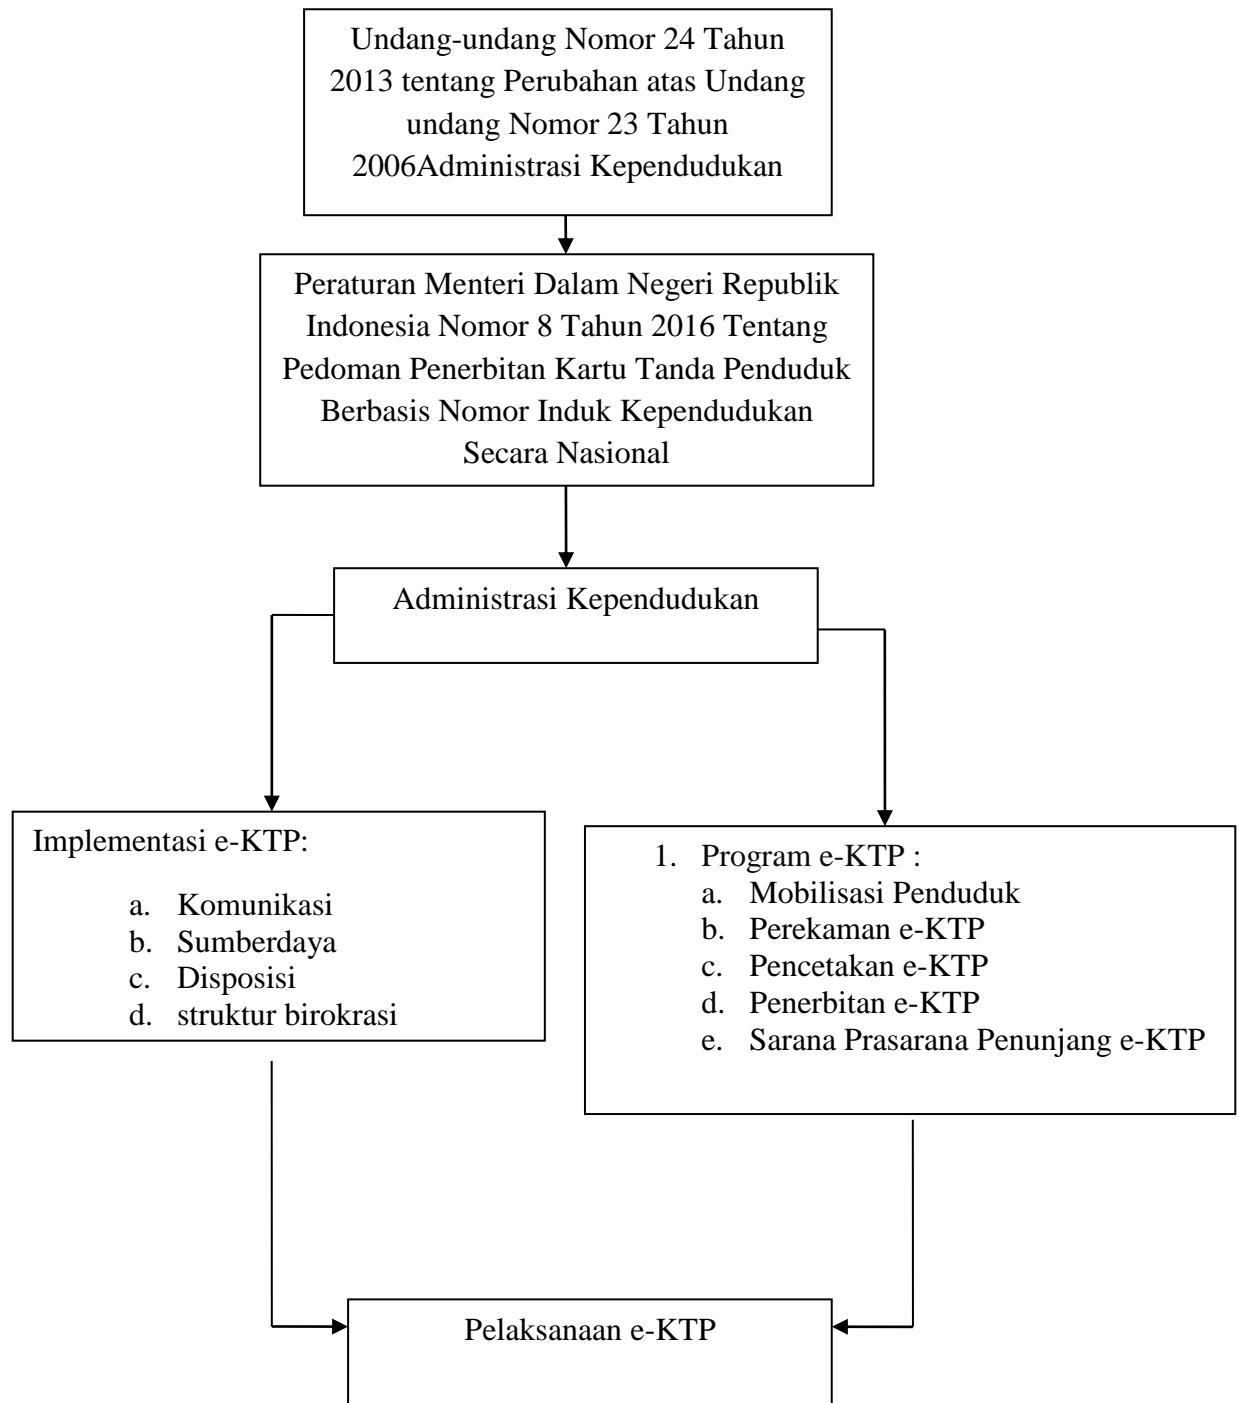 Undang-undang Nomor 24 Tahun
2013 tentang Perubahan atas Undang
undang Nomor 23 Tahun
2006Administrasi Kependudukan
Peraturan Menteri Dalam Negeri Republik
Indonesia Nomor 8 Tahun 2016 Tentang
Pedoman Penerbitan Kartu Tanda Penduduk
Berbasis Nomor Induk Kependudukan
Secara Nasional
Administrasi Kependudukan
Implementasi e-KTP:
a. Komunikasi
b. Sumberdaya
c. Disposisi
d. struktur birokrasi
1. Program e-KTP :
a. Mobilisasi Penduduk
b. Perekaman e-KTP
c. Pencetakan e-KTP
d. Penerbitan e-KTP
e. Sarana Prasarana Penunjang e-KTP
Pelaksanaan e-KTP